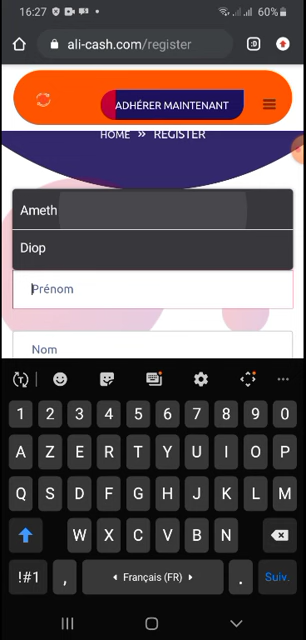 16:27
60%
ali-cash.com/register
:D
ADHÉRER MAINTENANT
HOME » REGISTER
Ameth
Diop
Prénom
Nom
1 2 3 4 5 6 7 8 9 0
A Z E R T Y U I O P
Q S D F G H J K L M
W X C V B N
!#1 , Français (FR) . Suiv.